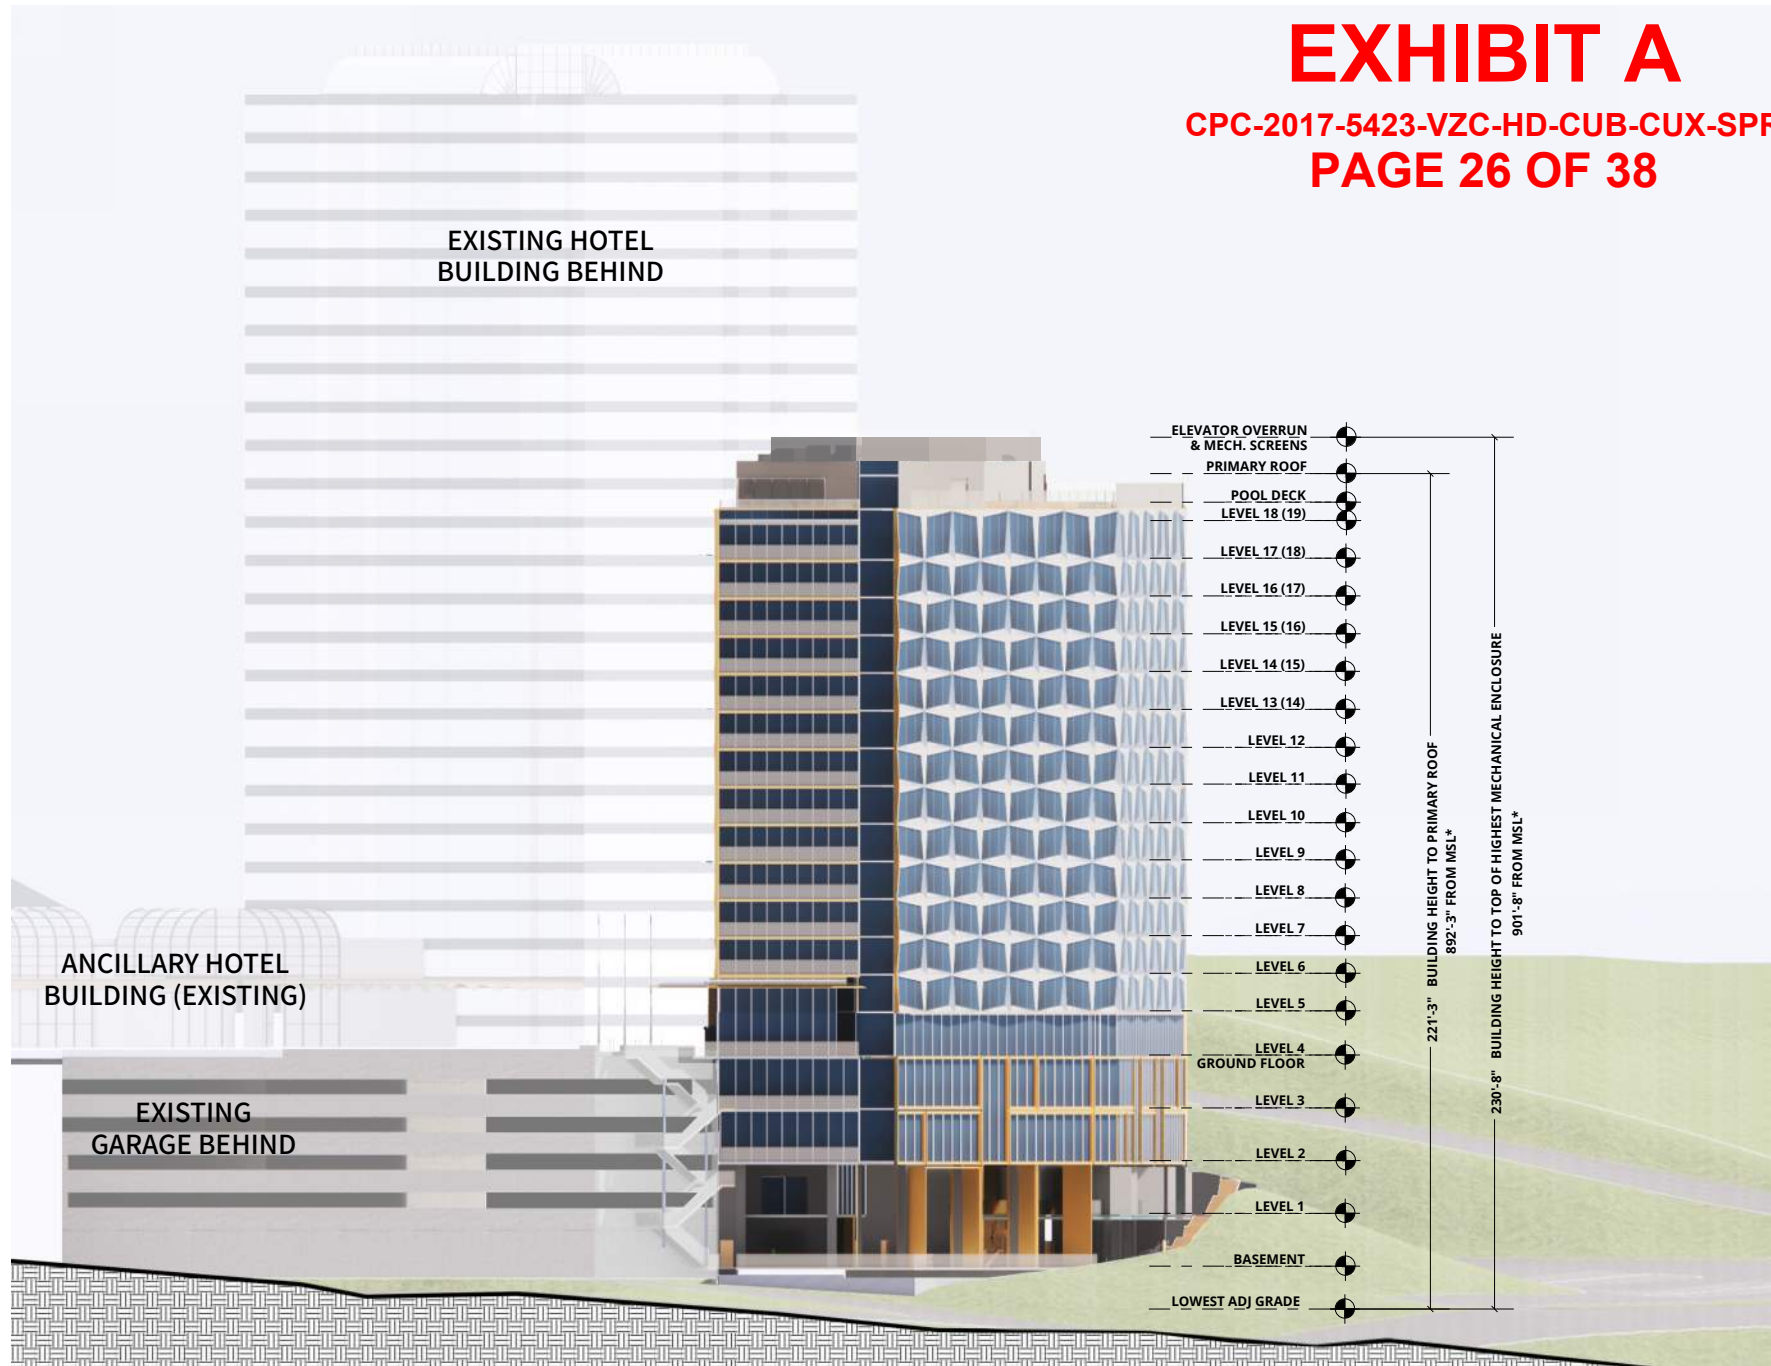 EXHIBIT A
CPC-2017-5423-VZC-HD-CUB-CUX-SPR
PAGE 26 OF 38
EXISTING HOTEL
BUILDING BEHIND
ELEVATOR OVERRUN
& MECH. SCREENS
PRIMARY ROOF
POOL DECK
LEVEL 18 (19)
LEVEL 17 (18)
LEVEL 16 (17)
LEVEL 15 (16)
LEVEL 14 (15)
LEVEL 13 (14)
LEVEL 12
LEVEL 11
LEVEL 10
LEVEL 9
LEVEL 8
LEVEL 7
LEVEL 6
LEVEL 5
LEVEL 4
GROUND FLOOR
LEVEL 3
LEVEL 2
LEVEL 1
BASEMENT
LOWEST ADJ GRADE
221'-3" BUILDING HEIGHT TO PRIMARY ROOF
892'-3" FROM MSL*
230'-8" BUILDING HEIGHT TO TOP OF HIGHEST MECHANICAL ENCLOSURE
901'-8" FROM MSL*
ANCILLARY HOTEL
BUILDING (EXISTING)
EXISTING
GARAGE BEHIND